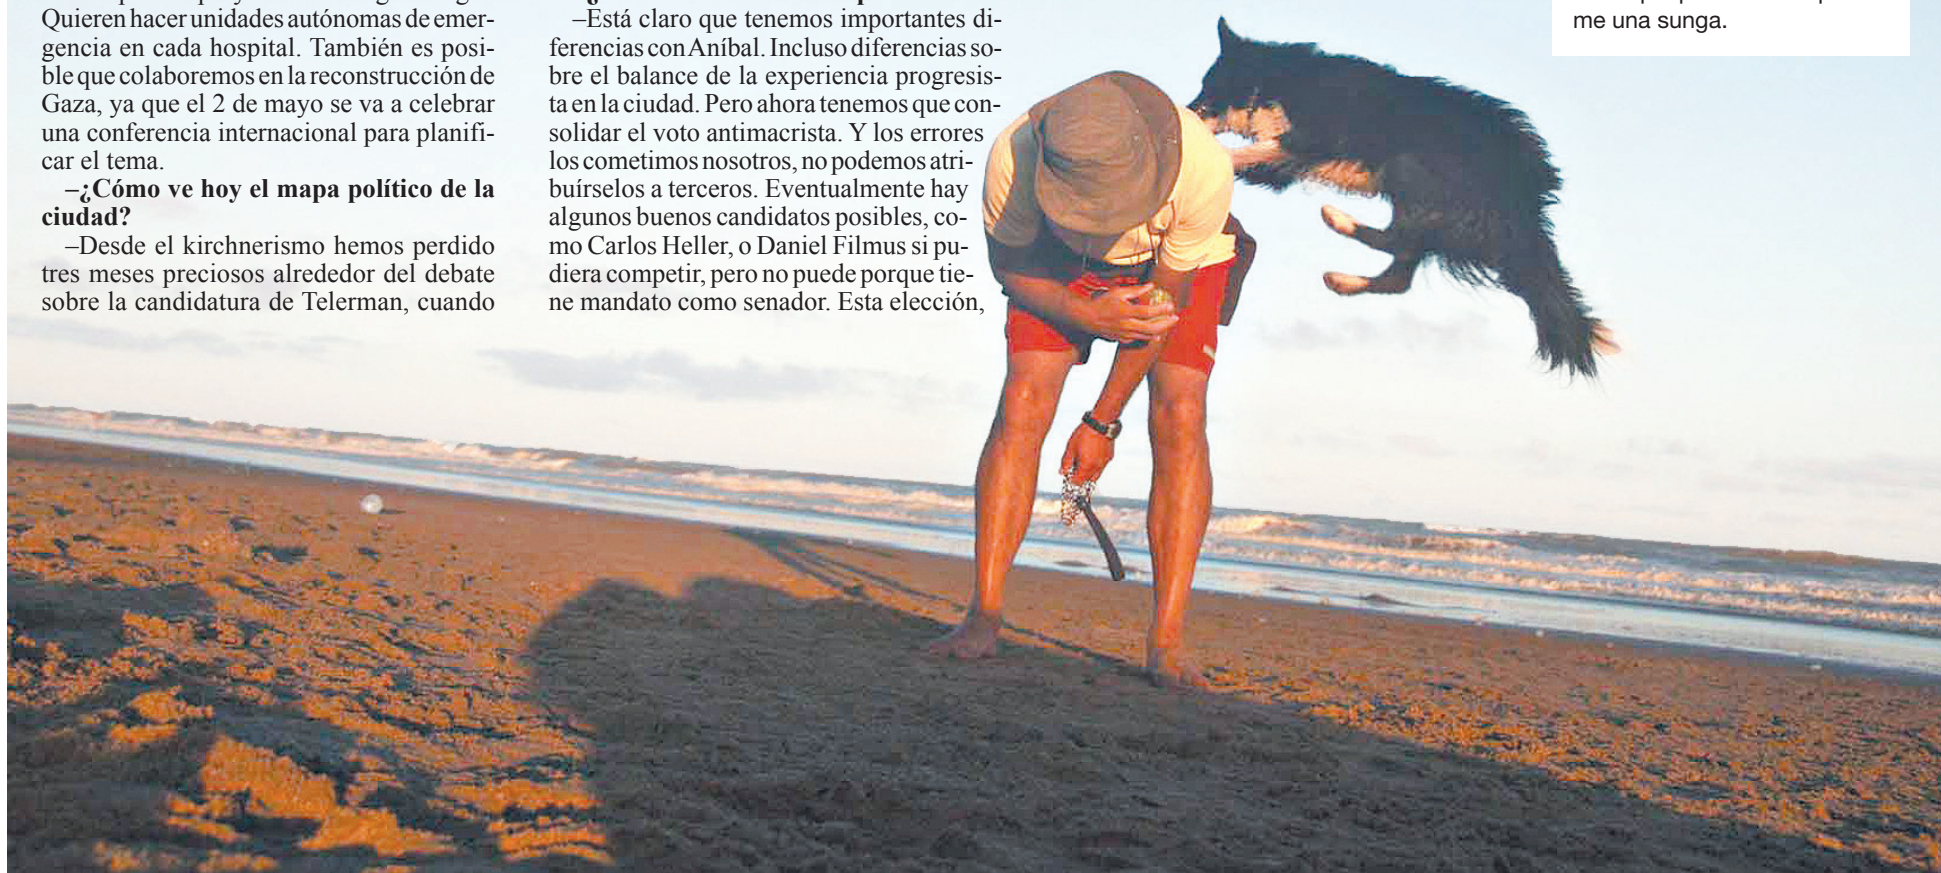 Quieren hacer unidades autónomas de emer-
gencia en cada hospital. También es posi-
ble que colaboremos en la reconstrucción de
Gaza, ya que el 2 de mayo se va a celebrar
una conferencia internacional para planifi-
car el tema.
–¿Cómo ve hoy el mapa político de la
ciudad?
–Desde el kirchnerismo hemos perdido
tres meses preciosos alrededor del debate
sobre la candidatura de Telerman, cuando
–Está claro que tenemos importantes di-
ferencias con Aníbal. Incluso diferencias so-
bre el balance de la experiencia progresis-
ta en la ciudad. Pero ahora tenemos que con-
solidar el voto antimacrista. Y los errores
los cometimos nosotros, no podemos atri-
buírselos a terceros. Eventualmente hay
algunos buenos candidatos posibles, co-
mo Carlos Heller, o Daniel Filmus si pu-
diera competir, pero no puede porque tie-
ne mandato como senador. Esta elección,
me una sunga.